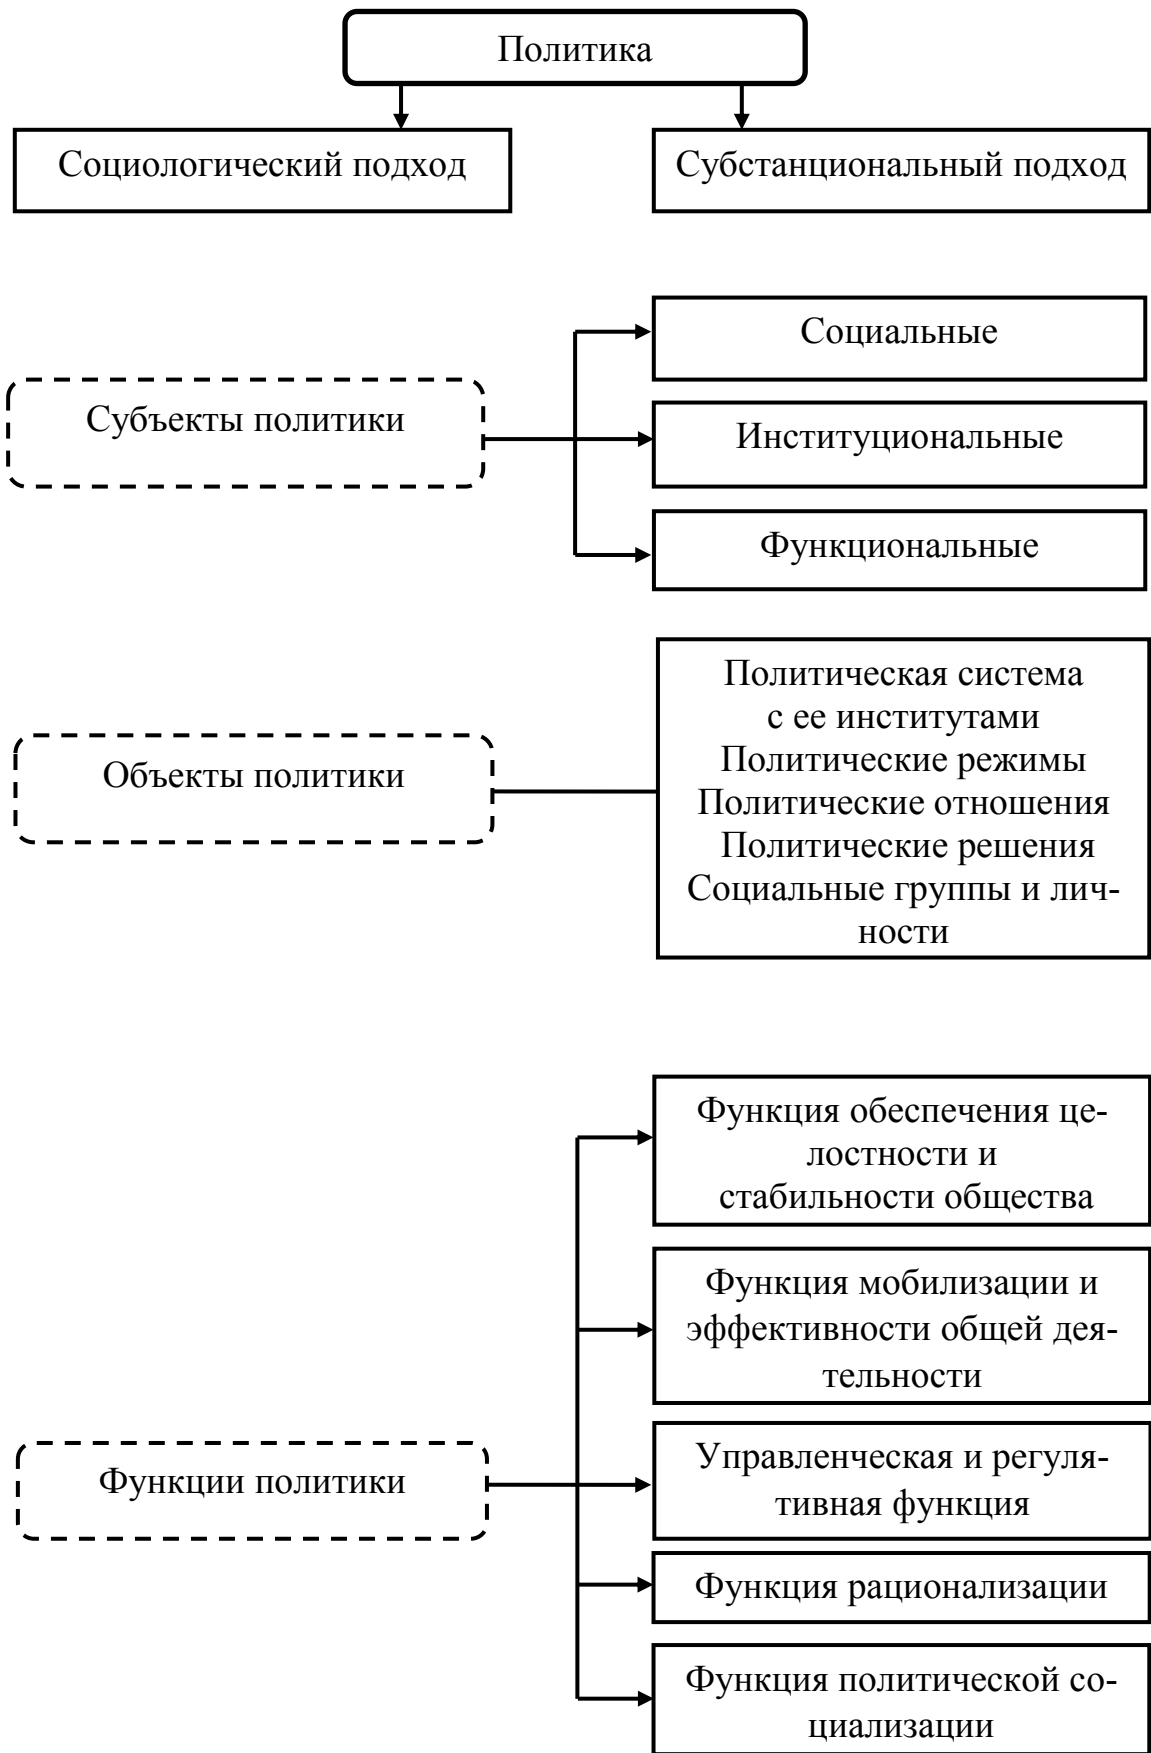 Политика
Социологический подход
Субстанциональный подход
Социальные
Субъекты политики
Институциональные
Функциональные
Политическая система
с ее институтами
Политические режимы
Объекты политики
Политические отношения
Политические решения
Социальные группы и лич-
ности
Функция обеспечения це-
лостности и
стабильности общества
Функция мобилизации и
эффективности общей дея-
тельности
Функции политики
Управленческая и регуля-
тивная функция
Функция рационализации
Функция политической со-
циализации